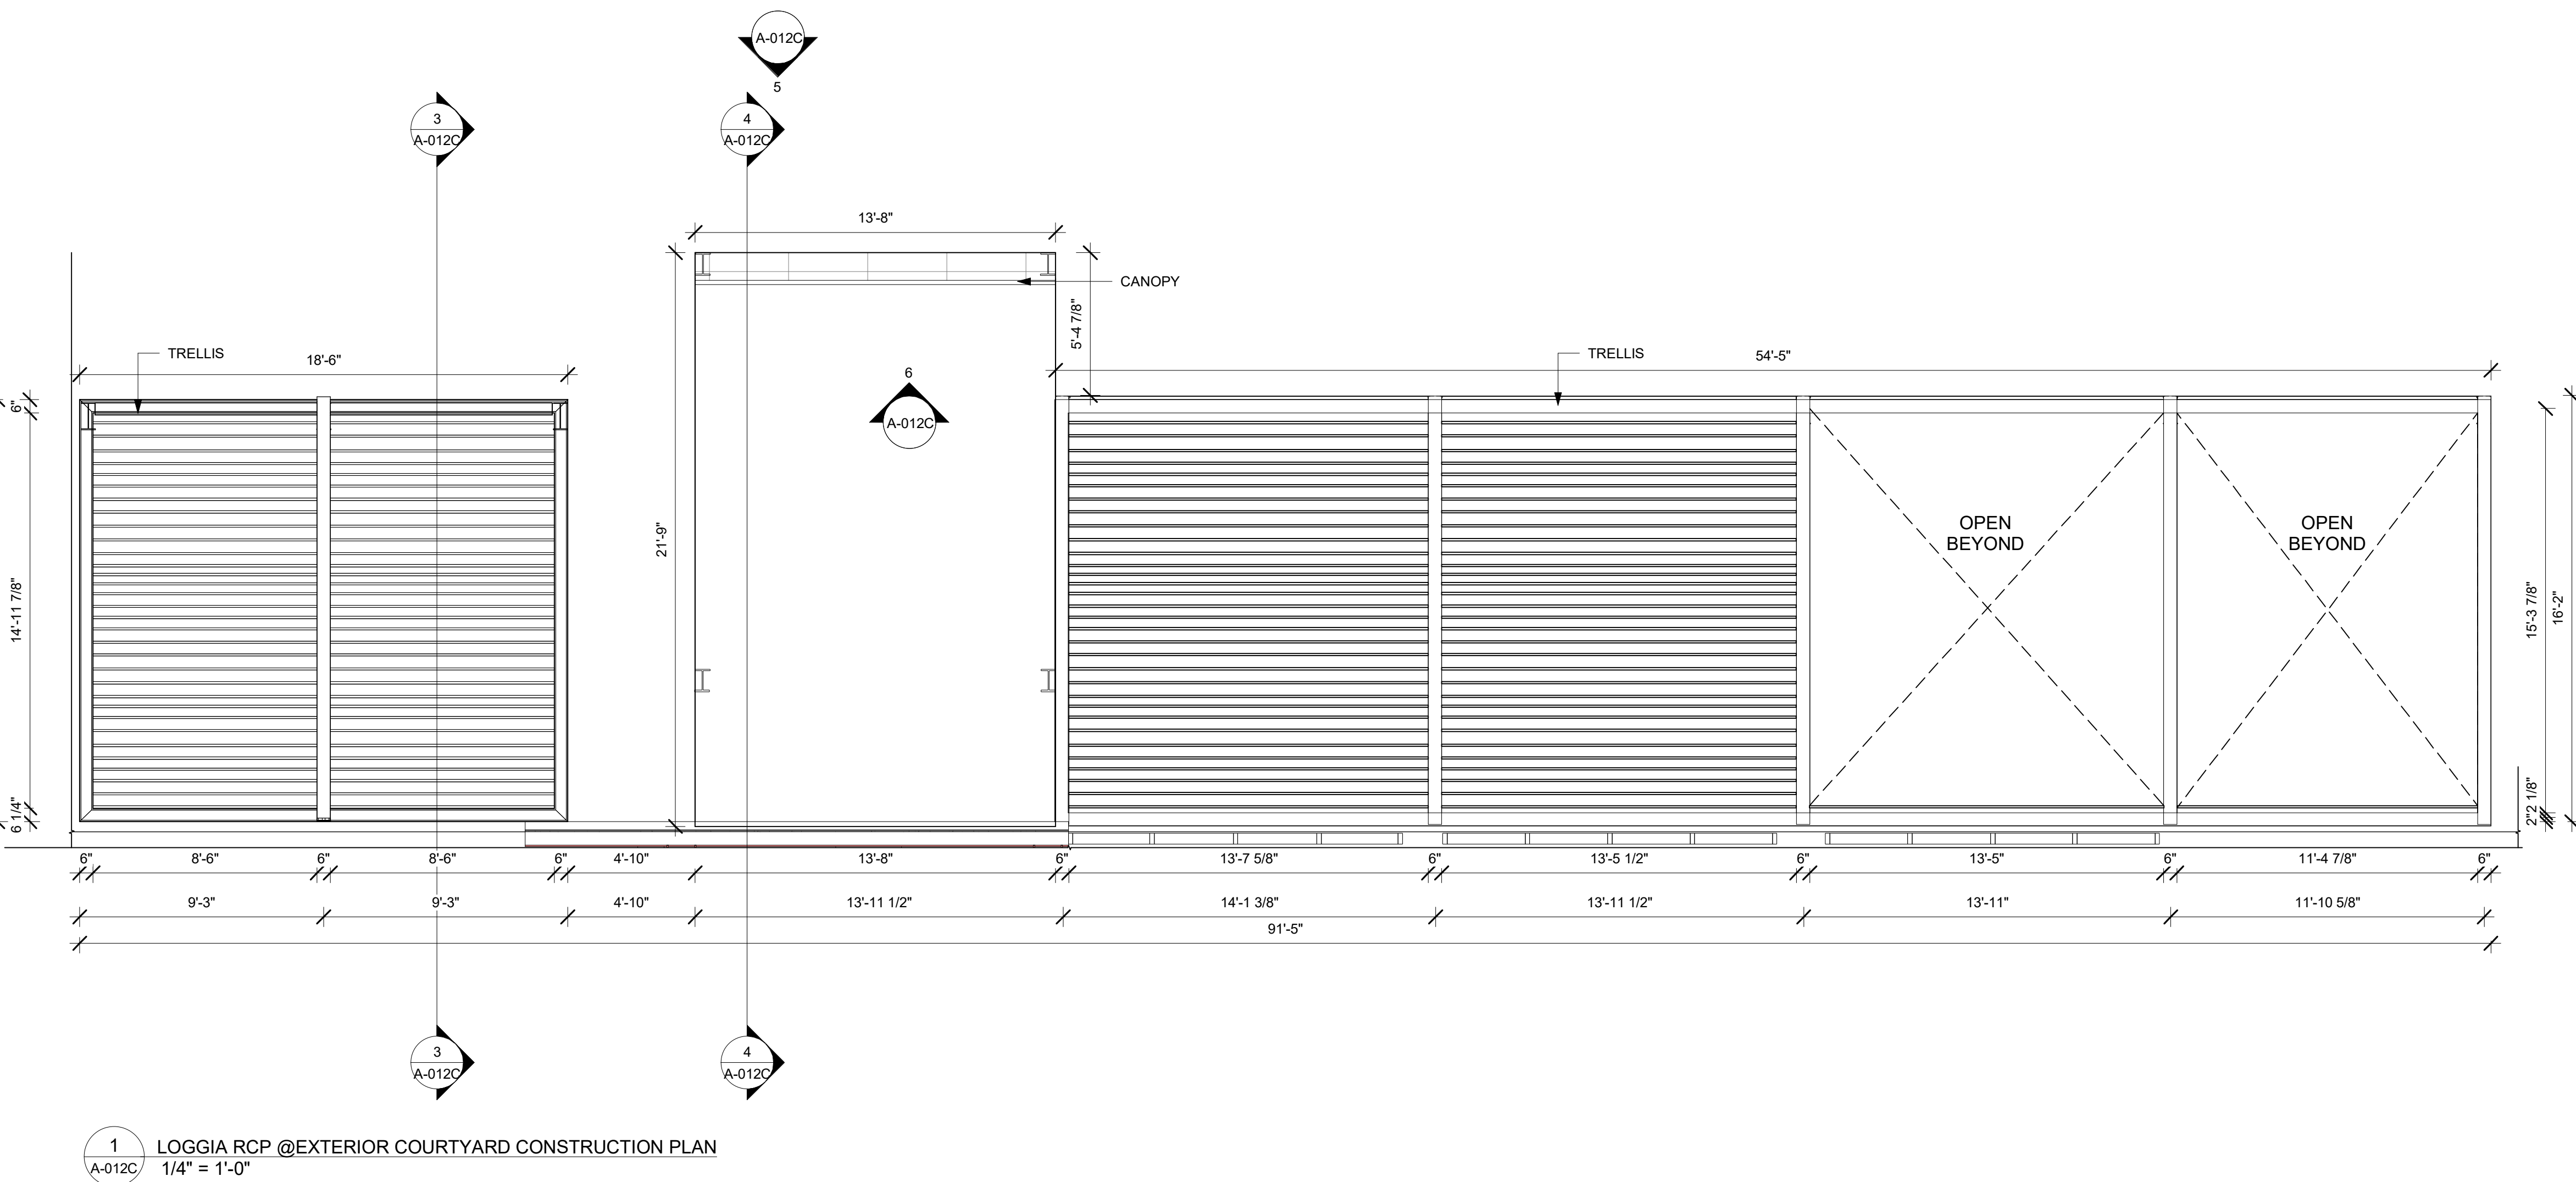 A-012C
5
3
A-012C
4
A-012C
13'-8"
CANOPY
5'-4 7/8"
TRELLIS
18'-6"
TRELLIS
54'-5"
6"
14'-11 7/8"
6 1/4"
21'-9"
6
A-012C
OPEN
BEYOND
OPEN
BEYOND
15'-3 7/8"
16'-2"
2 1/8"
2"
6"
8'-6"
6"
8'-6"
6"
4'-10"
13'-8"
6"
13'-7 5/8"
6"
13'-5 1/2"
6"
13'-5"
6"
11'-4 7/8"
6"
9'-3"
9'-3"
4'-10"
13'-11 1/2"
14'-1 3/8"
13'-11 1/2"
13'-11"
11'-10 5/8"
91'-5"
3
A-012C
4
A-012C
1
A-012C
LOGGIA RCP @EXTERIOR COURTYARD CONSTRUCTION PLAN
1/4" = 1'-0"